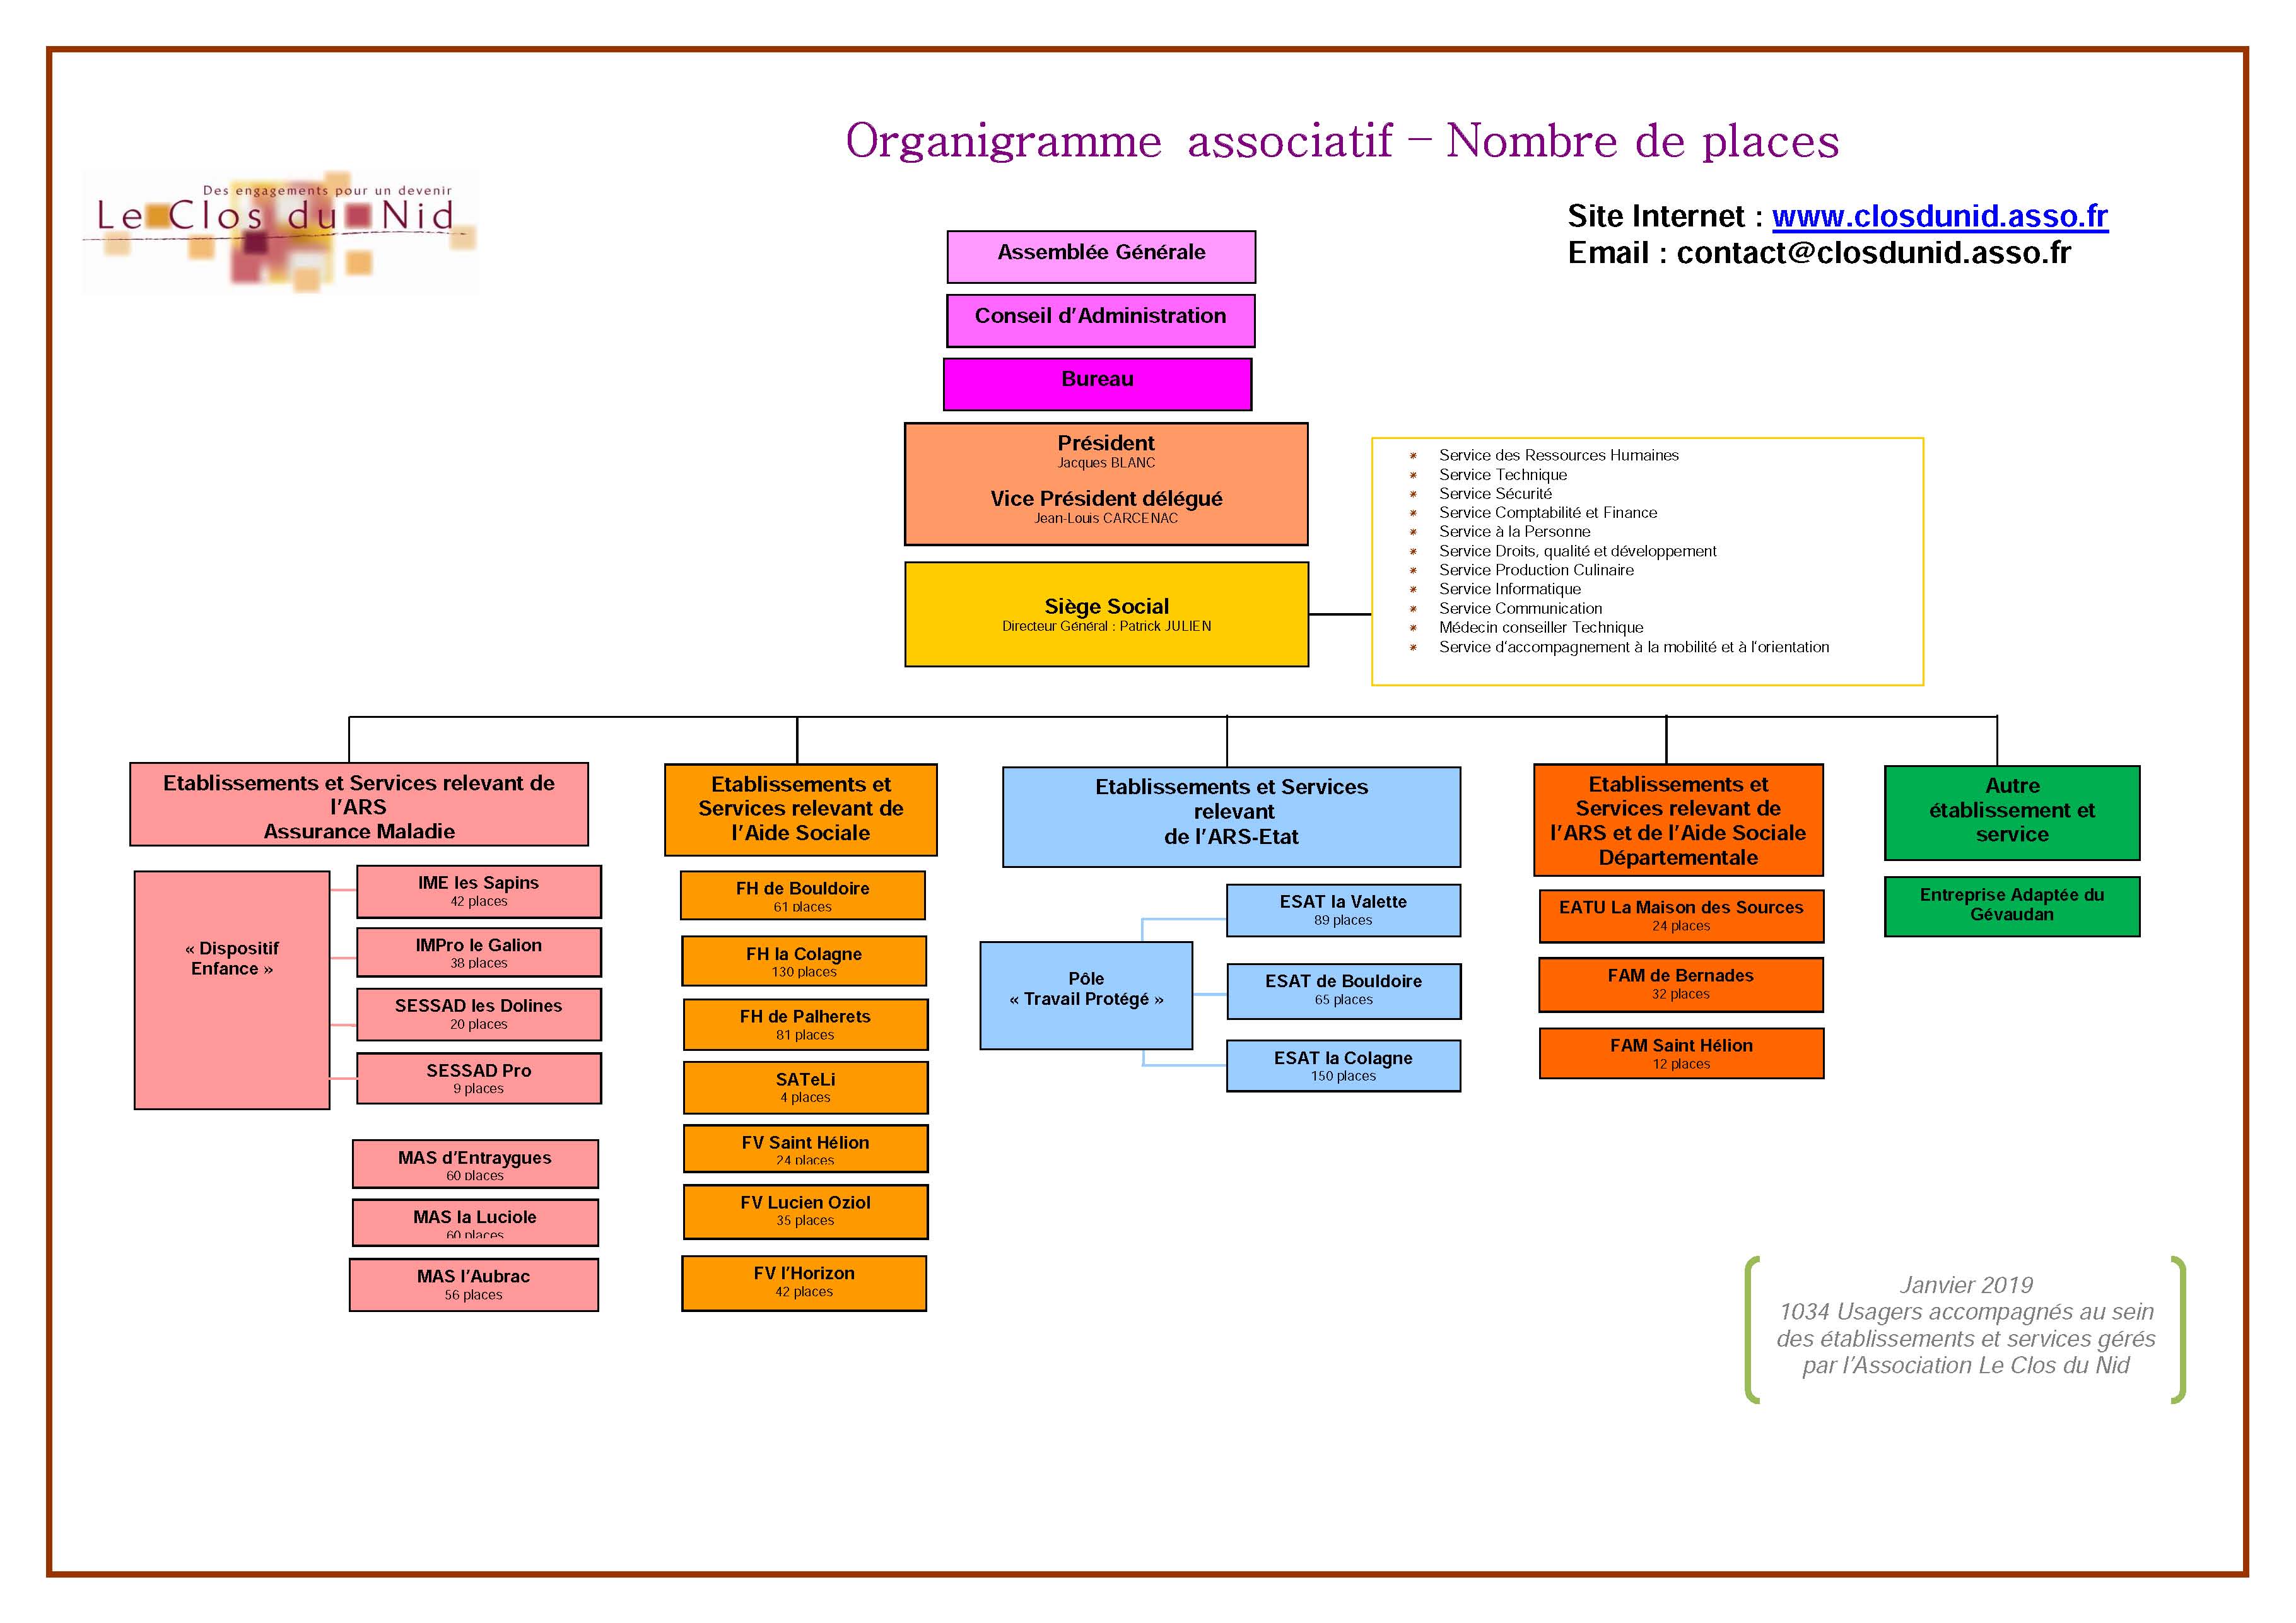 Organigramme associatif – Nombre de places
Des engagements pour un devenir
Le Clos du Nid
Site Internet : www.closdunid.asso.fr
Email : contact@closdunid.asso.fr
Assemblée Générale
Conseil d'Administration
Bureau
Président
Jacques BLANC
Vice Président délégué
Jean-Louis CARCENAC
Siège Social
Directeur Général : Patrick JULIEN
Service des Ressources Humaines
Service Technique
Service Sécurité
Service Comptabilité et Finance
Service à la Personne
Service Droits, qualité et développement
Service Production Culinaire
Service Informatique
Service Communication
Médecin conseiller Technique
Service d'accompagnement à la mobilité et à l'orientation
Etablissements et Services relevant de
l'ARS
Assurance Maladie
« Dispositif
Enfance »
IME les Sapins
42 places
IMPro le Galion
38 places
SESSAD les Dolines
20 places
SESSAD Pro
9 places
MAS d'Entraygues
60 places
MAS la Luciole
60 places
MAS l'Aubrac
56 places
Etablissements et
Services relevant de
l'Aide Sociale
FH de Bouldoire
61 places
FH la Colagne
130 places
FH de Palherets
81 places
SATeLi
4 places
FV Saint Hélion
24 places
FV Lucien Oziol
35 places
FV l'Horizon
42 places
Etablissements et Services
relevant
de l'ARS-Etat
Pôle
« Travail Protégé »
ESAT la Valette
89 places
ESAT de Bouldoire
65 places
ESAT la Colagne
150 places
Etablissements et
Services relevant de
l'ARS et de l'Aide Sociale
Départementale
EATU La Maison des Sources
24 places
FAM de Bernades
32 places
FAM Saint Hélion
12 places
Autre
établissement et
service
Entreprise Adaptée du
Gévaudan
Janvier 2019
1034 Usagers accompagnés au sein
des établissements et services gérés
par l'Association Le Clos du Nid